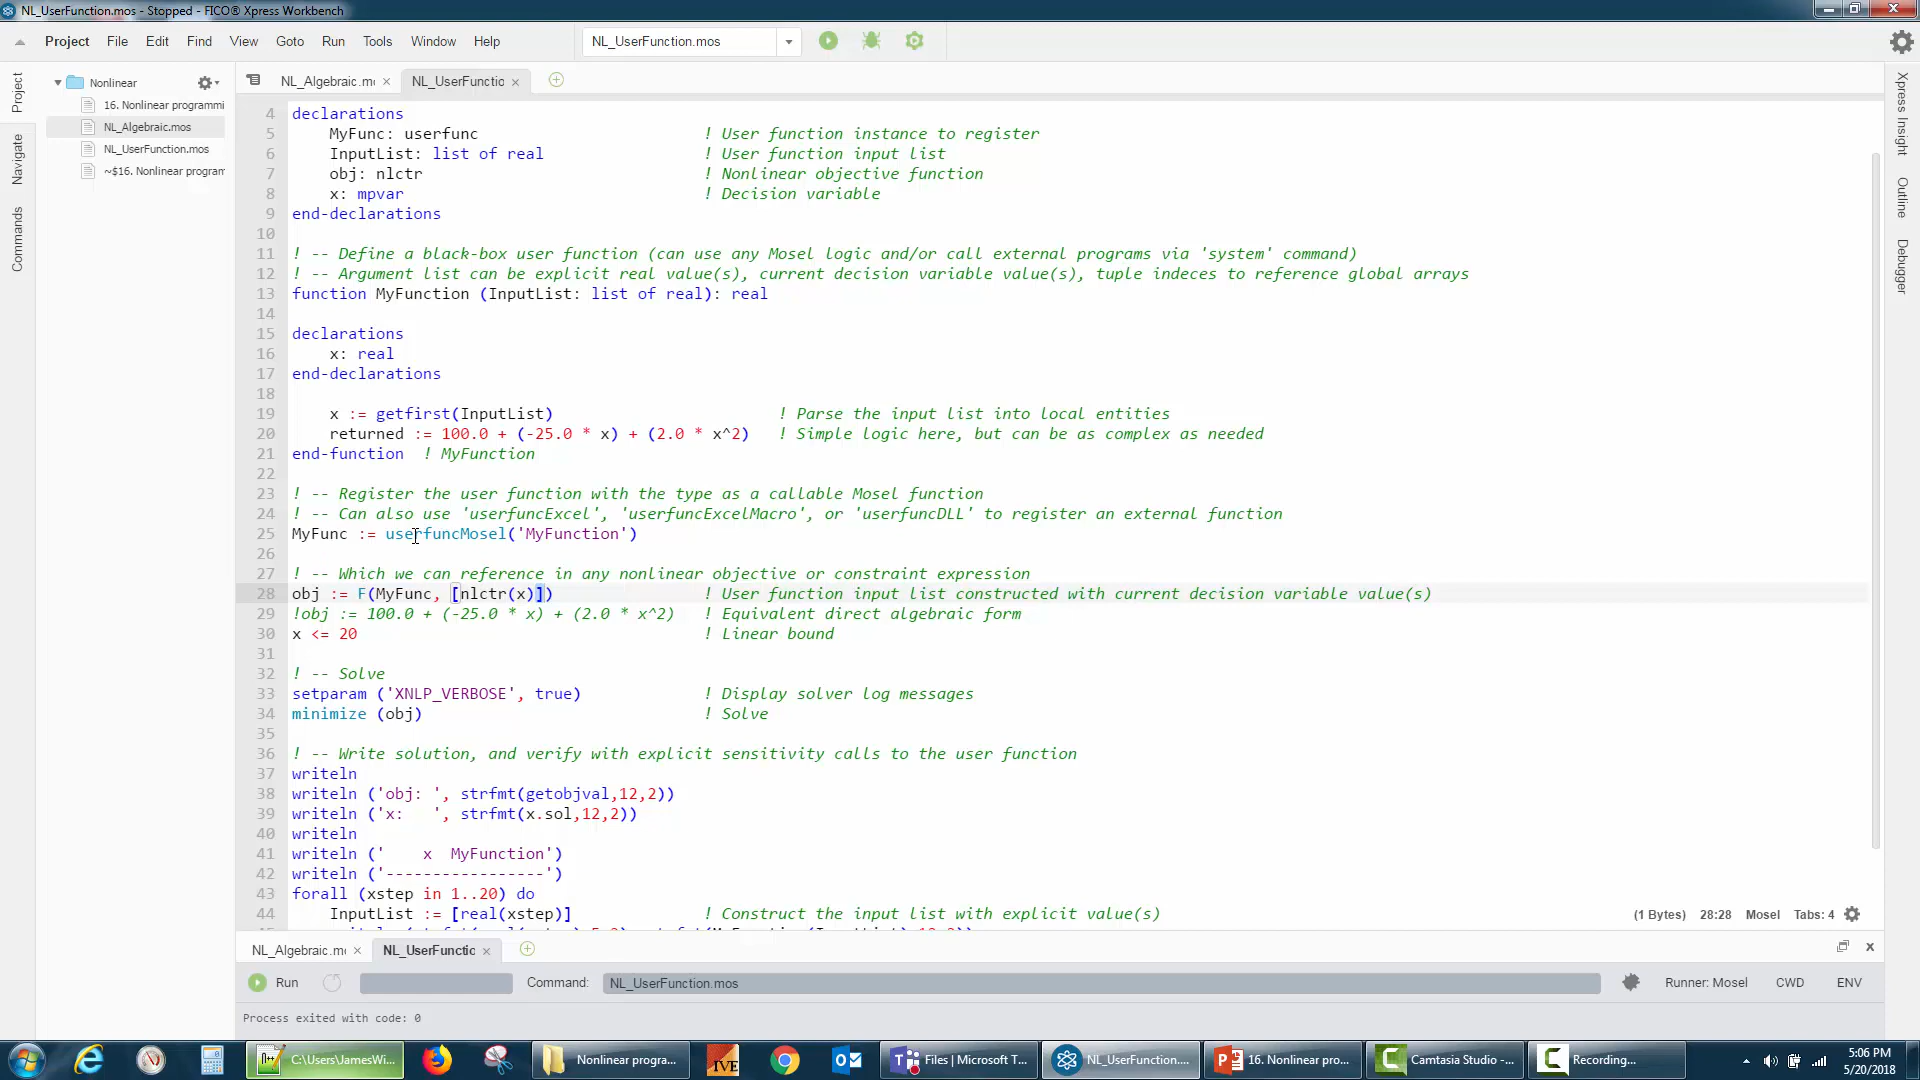 NL_UserFunction.mos - Stopped - FICO® Xpress Workbench
Project File Edit Find View Goto Run Tools Window Help NL_UserFunction.mos
Project
Navigate
Commands
Nonlinear
16. Nonlinear programmi
NL_Algebraic.mos
NL_UserFunction.mos
~$16. Nonlinear program
NL_Algebraic.mo × NL_UserFunctio ×
4 declarations
5 MyFunc: userfunc ! User function instance to register
6 InputList: list of real ! User function input list
7 obj: nlctr ! Nonlinear objective function
8 x: mpvar ! Decision variable
9 end-declarations
10
11 ! -- Define a black-box user function (can use any Mosel logic and/or call external programs via 'system' command)
12 ! -- Argument list can be explicit real value(s), current decision variable value(s), tuple indeces to reference global arrays
13 function MyFunction (InputList: list of real): real
14
15 declarations
16 x: real
17 end-declarations
18
19 x := getfirst(InputList) ! Parse the input list into local entities
20 returned := 100.0 + (-25.0 * x) + (2.0 * x^2) ! Simple logic here, but can be as complex as needed
21 end-function ! MyFunction
22
23 ! -- Register the user function with the type as a callable Mosel function
24 ! -- Can also use 'userfuncExcel', 'userfuncExcelMacro', or 'userfuncDLL' to register an external function
25 MyFunc := userfuncMosel('MyFunction')
26
27 ! -- Which we can reference in any nonlinear objective or constraint expression
28 obj := F(MyFunc, [nlctr(x)]) ! User function input list constructed with current decision variable value(s)
29 !obj := 100.0 + (-25.0 * x) + (2.0 * x^2) ! Equivalent direct algebraic form
30 x <= 20 ! Linear bound
31
32 ! -- Solve
33 setparam ('XNLP_VERBOSE', true) ! Display solver log messages
34 minimize (obj) ! Solve
35
36 ! -- Write solution, and verify with explicit sensitivity calls to the user function
37 writeln
38 writeln ('obj: ', strfmt(getobjval,12,2))
39 writeln ('x: ', strfmt(x.sol,12,2))
40 writeln
41 writeln (' x MyFunction')
42 writeln ('-----------------')
43 forall (xstep in 1..20) do
44 InputList := [real(xstep)] ! Construct the input list with explicit value(s)
(1 Bytes) 28:28 Mosel Tabs: 4
Xpress Insight
Outline
Debugger
NL_Algebraic.mo × NL_UserFunctio ×
Run Command: NL_UserFunction.mos Runner: Mosel CWD ENV
Process exited with code: 0
C:\Users\JamesWi... Nonlinear progra... IVE Files | Microsoft T... NL_UserFunction.... 16. Nonlinear pro... Camtasia Studio -... Recording...
5:06 PM
5/20/2018